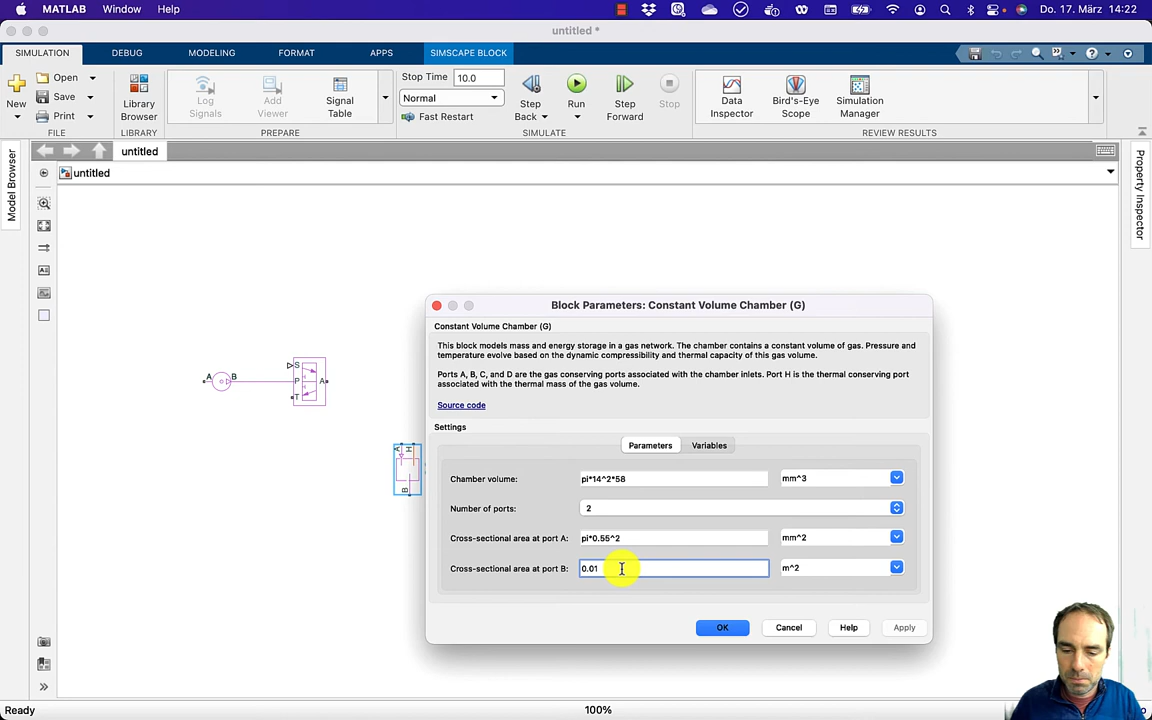 MATLAB Window Help Do. 17. März 14:22
untitled *
SIMULATION DEBUG MODELING FORMAT APPS SIMSCAPE BLOCK
New
Open
Save
Print
FILE
Library Browser
LIBRARY
Log Signals
Add Viewer
Signal Table
PREPARE
Stop Time 10.0
Normal
Fast Restart
Step Back
Run
Step Forward
Stop
SIMULATE
Data Inspector
Bird's-Eye Scope
Simulation Manager
REVIEW RESULTS
Model Browser
untitled
untitled
Property Inspector
A B
S
P
T
A
A H
B
Block Parameters: Constant Volume Chamber (G)
Constant Volume Chamber (G)
This block models mass and energy storage in a gas network. The chamber contains a constant volume of gas. Pressure and
temperature evolve based on the dynamic compressibility and thermal capacity of this gas volume.
Ports A, B, C, and D are the gas conserving ports associated with the chamber inlets. Port H is the thermal conserving port
associated with the thermal mass of the gas volume.
Source code
Settings
Parameters Variables
Chamber volume: pi*14^2*58 mm^3
Number of ports: 2
Cross-sectional area at port A: pi*0.55^2 mm^2
Cross-sectional area at port B: 0.01 m^2
OK Cancel Help Apply
Ready 100%